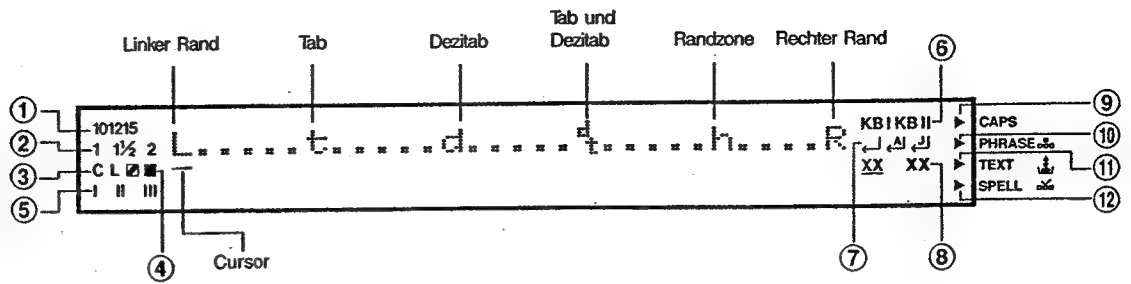 Tab und
Linker Rand Tab Dezitab Dezitab Randzone Rechter Rand ⑥
① 101215 L t d d t h R KB I KB II ⑨ CAPS
② 1 1½ 2 A ⑩ PHRASE
③ C L XX XX TEXT ⑪
⑤ I II III SPELL ⑫
④ Cursor ⑦ ⑧